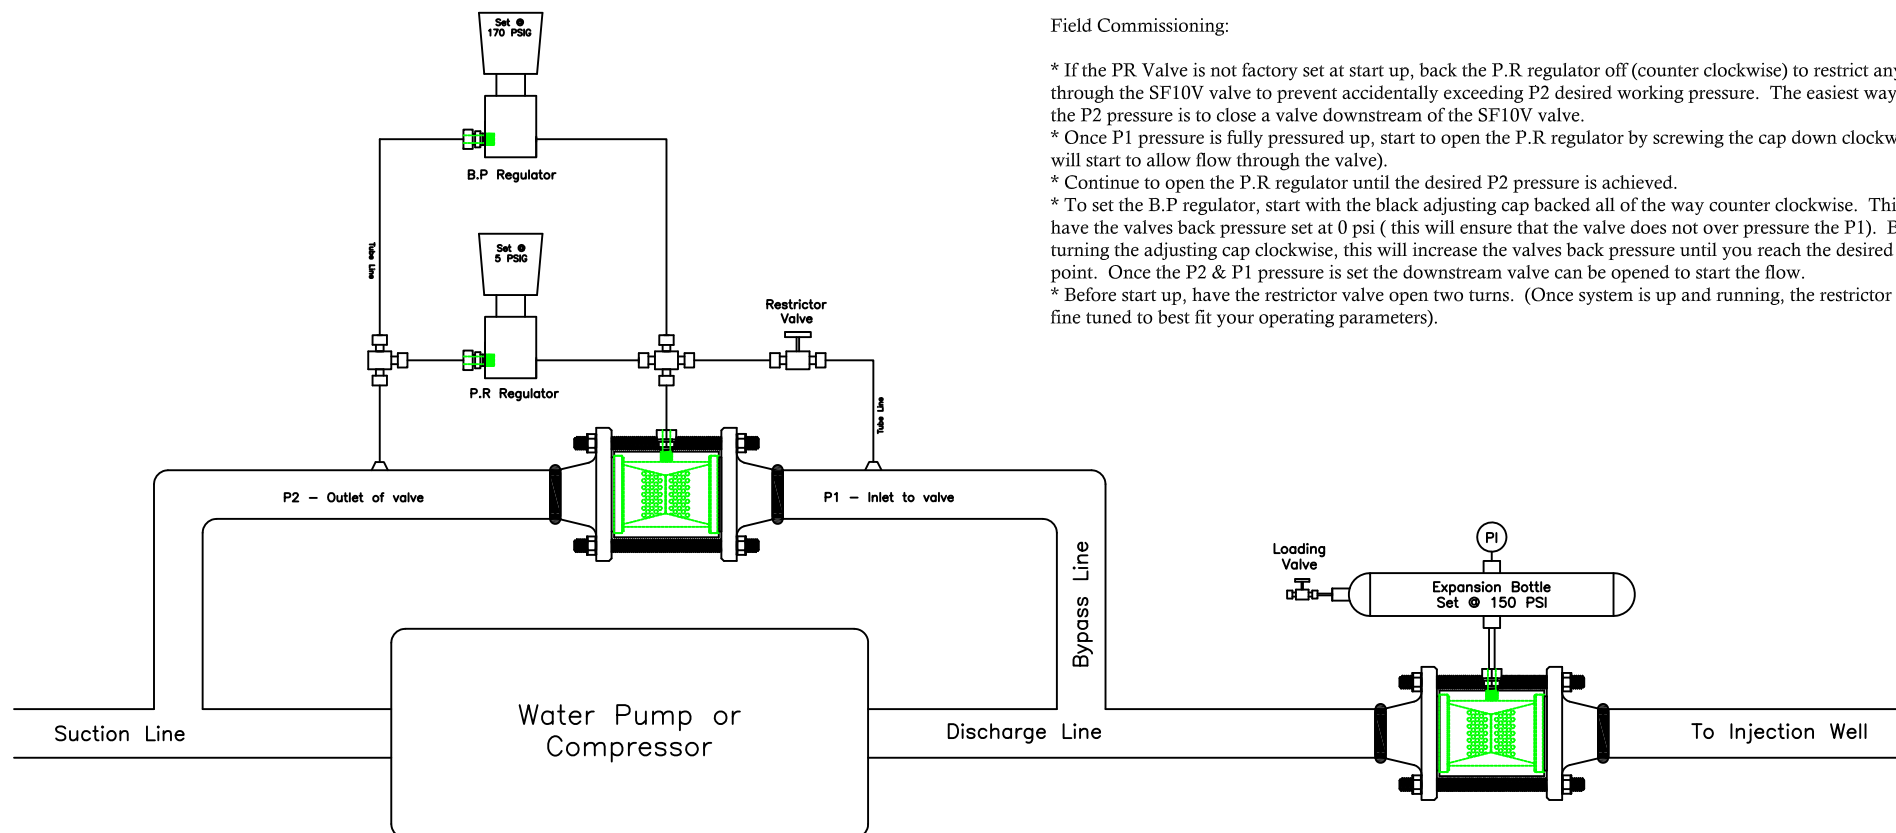 Set @
170 PSIG
B.P Regulator
Tube Line
Set @
5 PSIG
P.R Regulator
Restrictor
Valve
Tube Line
P2 – Outlet of valve
P1 – Inlet to valve
Bypass Line
Suction Line
Water Pump or
Compressor
Discharge Line
Loading
Valve
PI
Expansion Bottle
Set @ 150 PSI
To Injection Well
Field Commissioning:
* If the PR Valve is not factory set at start up, back the P.R regulator off (counter clockwise) to restrict any
through the SF10V valve to prevent accidentally exceeding P2 desired working pressure. The easiest way
the P2 pressure is to close a valve downstream of the SF10V valve.
* Once P1 pressure is fully pressured up, start to open the P.R regulator by screwing the cap down clockw
will start to allow flow through the valve).
* Continue to open the P.R regulator until the desired P2 pressure is achieved.
* To set the B.P regulator, start with the black adjusting cap backed all of the way counter clockwise. Thi
have the valves back pressure set at 0 psi ( this will ensure that the valve does not over pressure the P1). B
turning the adjusting cap clockwise, this will increase the valves back pressure until you reach the desired
point. Once the P2 & P1 pressure is set the downstream valve can be opened to start the flow.
* Before start up, have the restrictor valve open two turns. (Once system is up and running, the restrictor
fine tuned to best fit your operating parameters).